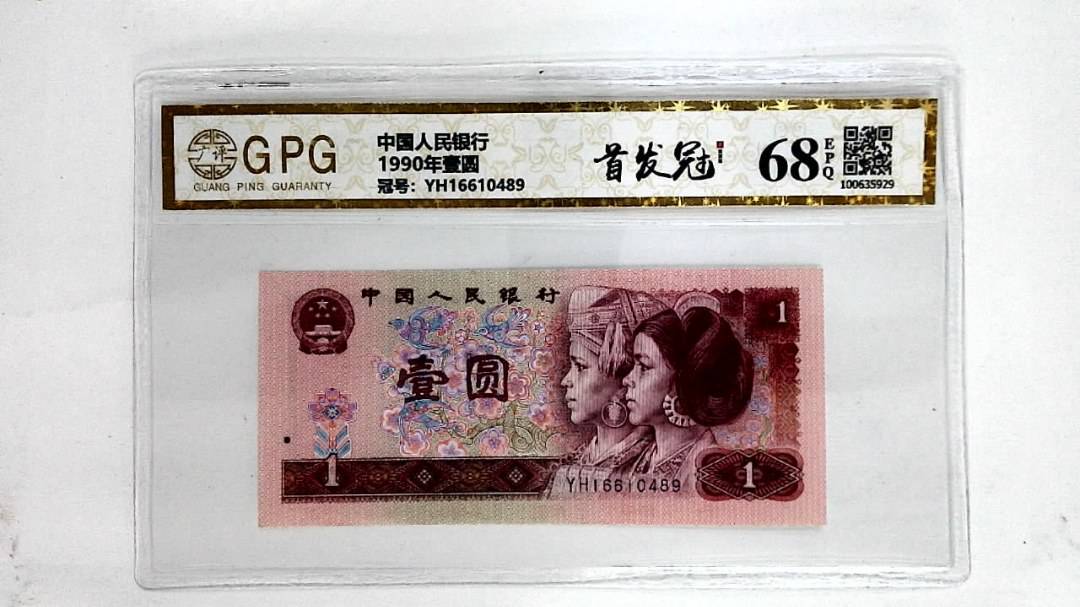 广评
GPG
GUANG PING GUARANTY
中国人民银行
1990年壹圆
冠号：YH16610489
首发冠
68
EPQ
100635929
中国人民银行
1
壹圆
1
YH16610489
1